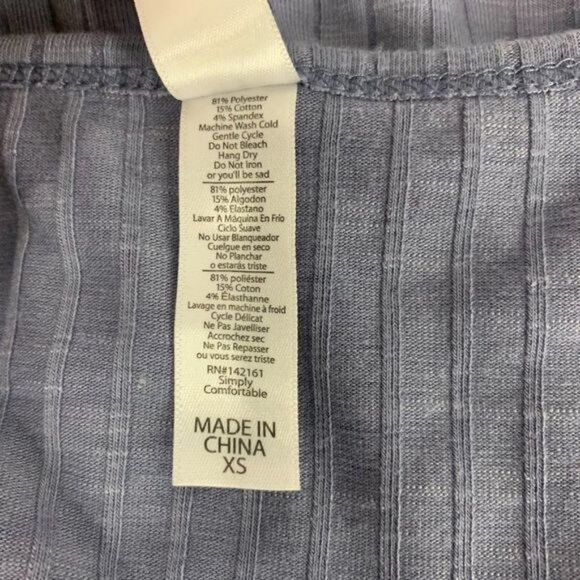 81% Polyester
15% Cotton
4% Spandex
Machine Wash Cold
Gentle Cycle
Do Not Bleach
Hang Dry
Do Not Iron
or you'll be sad
81% polyester
15% Algodon
4% Elastano
Lavar A Máquina En Frío
Ciclo Suave
No Usar Blanqueador
Cuelgue en seco
No Planchar
o estarás triste
81% poliéster
15% Coton
4% Élasthanne
Lavage en machine à froid
Cycle Délicat
Ne Pas Javelliser
Accrochez sec
Ne Pas Repasser
ou vous serez triste
RN#142161
Simply
Comfortable
MADE IN
CHINA
XS